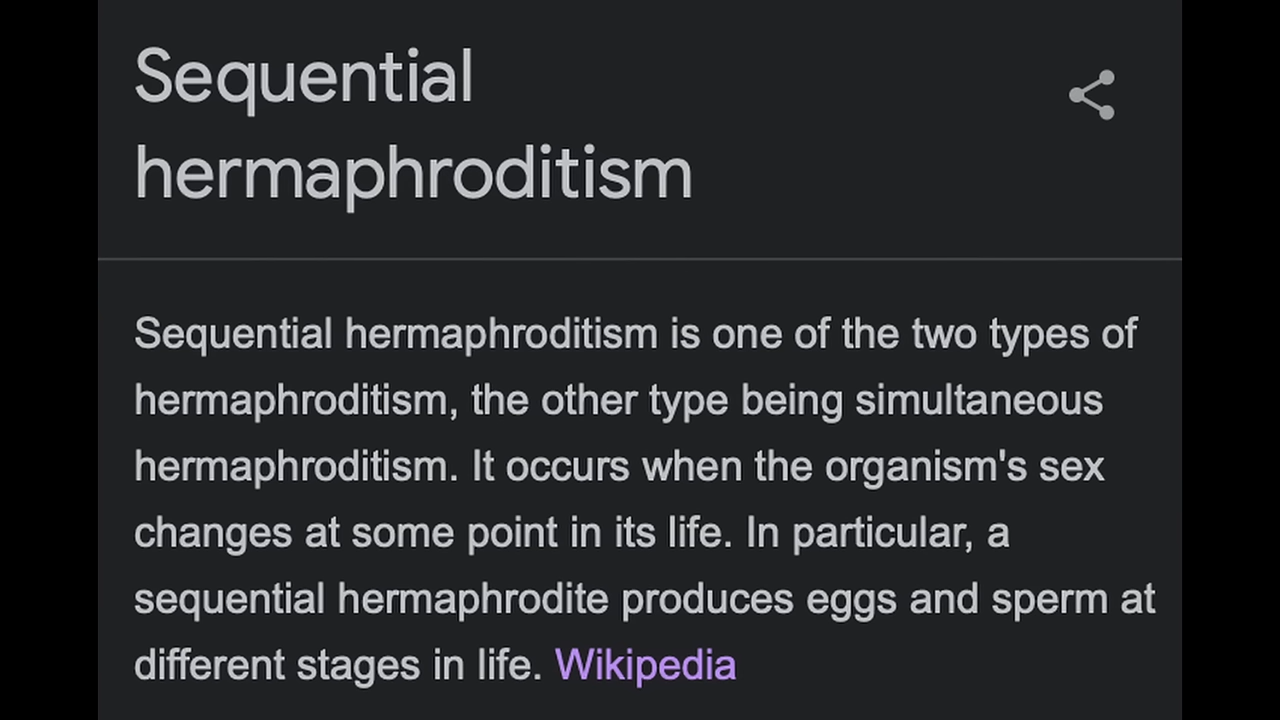 Sequential
hermaphroditism
Sequential hermaphroditism is one of the two types of
hermaphroditism, the other type being simultaneous
hermaphroditism. It occurs when the organism's sex
changes at some point in its life. In particular, a
sequential hermaphrodite produces eggs and sperm at
different stages in life. Wikipedia